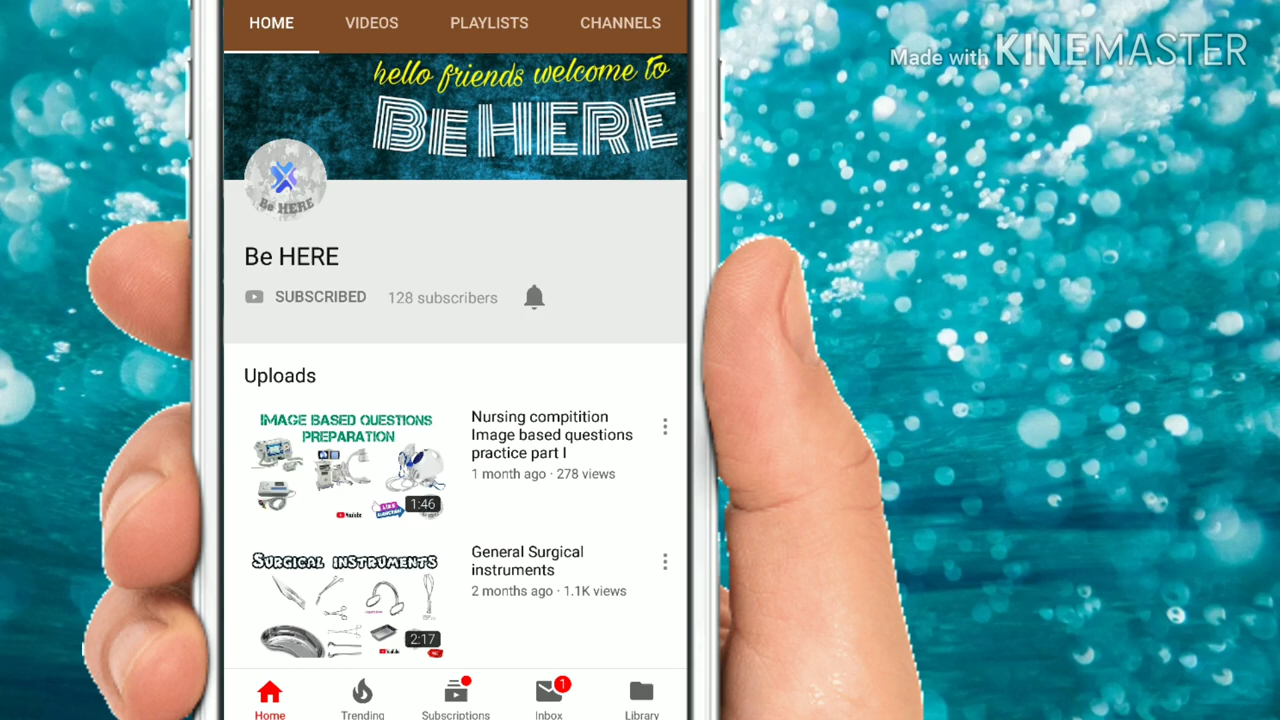 HOME VIDEOS PLAYLISTS CHANNELS
Made with KINEMASTER
hello friends welcome to
BE HERE
Be HERE
Be HERE
SUBSCRIBED 128 subscribers
Uploads
IMAGE BASED QUESTIONS
PREPARATION
1:46
YouTube
Nursing compitition
Image based questions
practice part I
1 month ago · 278 views
SURGICAL INSTRUMENTS
2:17
YouTube
General Surgical
instruments
2 months ago · 1.1K views
1
Home Trending Subscriptions Inbox Library